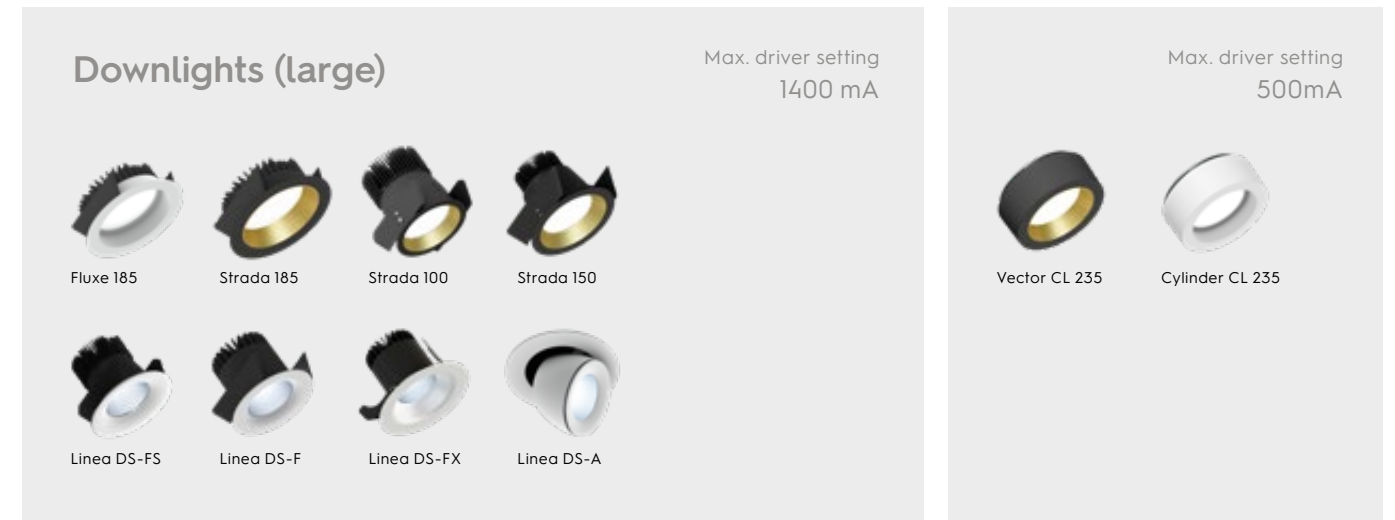 Downlights (large)
Max. driver setting
1400 mA
Fluxe 185
Strada 185
Strada 100
Strada 150
Linea DS-FS
Linea DS-F
Linea DS-FX
Linea DS-A
Max. driver setting
500mA
Vector CL 235
Cylinder CL 235